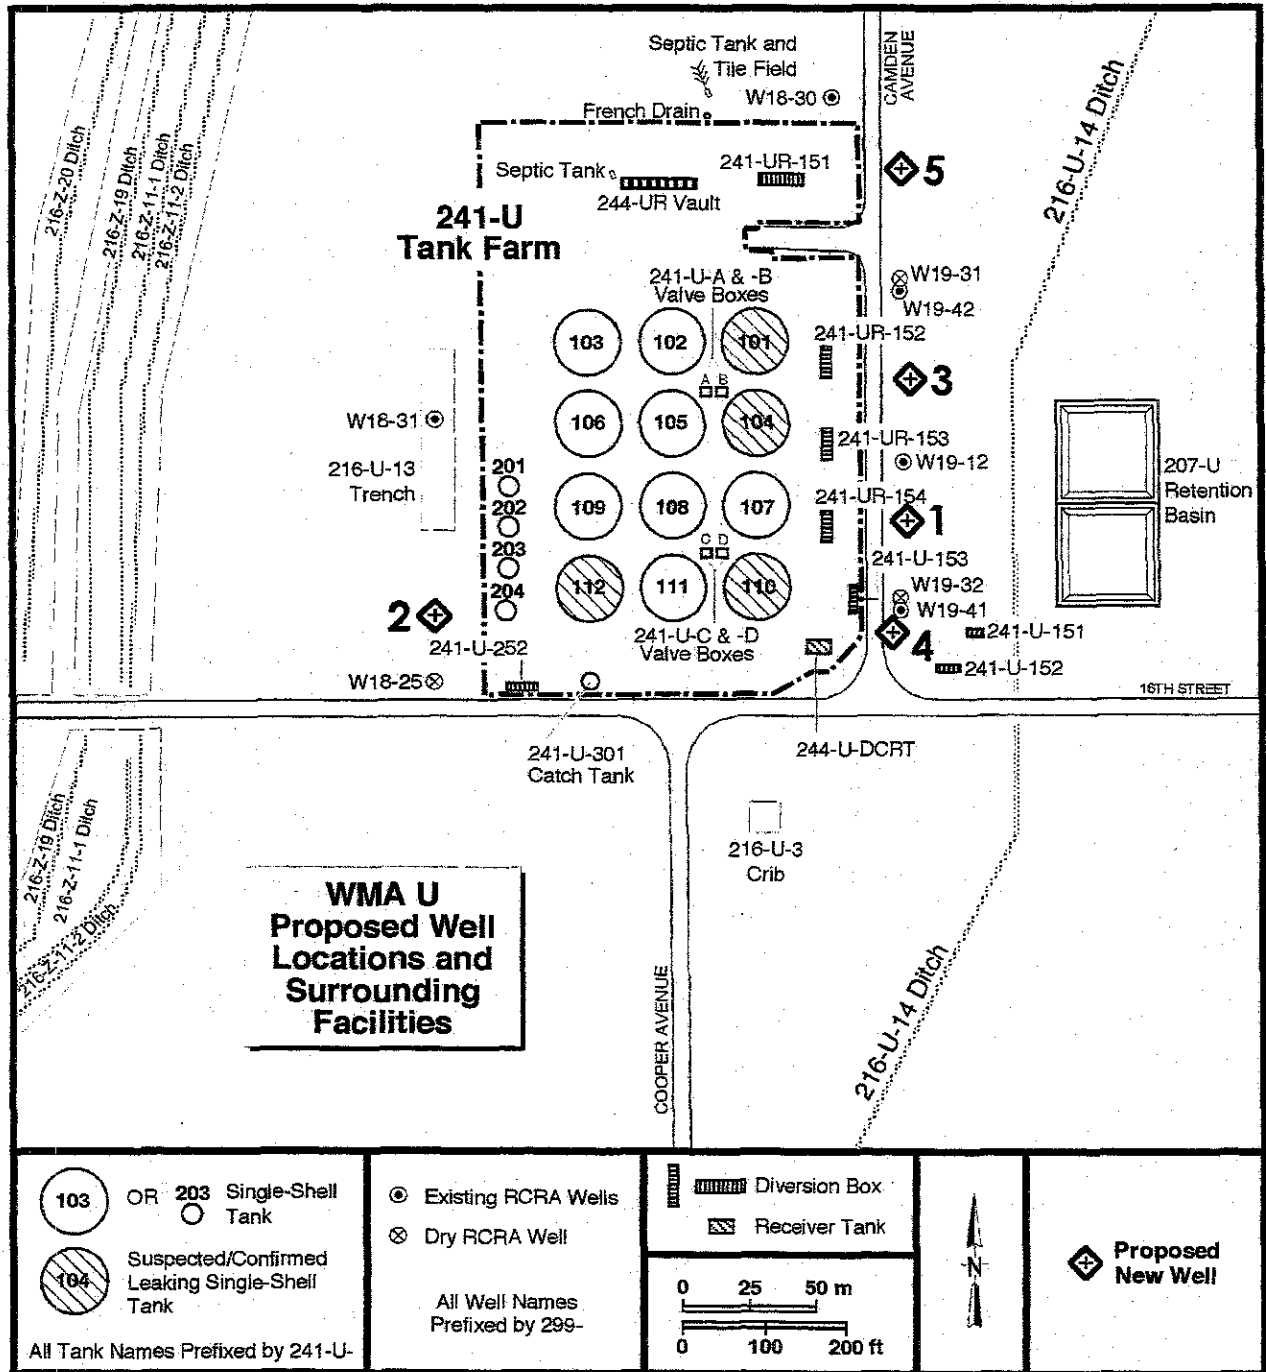 Septic Tank and
Tile Field
W18-30
CAMDEN
AVENUE
French Drain
216-U-14 Ditch
216-Z-20 Ditch
216-Z-19 Ditch
216-Z-11-1 Ditch
216-Z-11-2 Ditch
Septic Tank
241-UR-151
5
244-UR Vault
241-U
Tank Farm
241-U-A & -B
Valve Boxes
W19-31
W19-42
103
102
101
241-UR-152
A B
3
W18-31
106
105
104
241-UR-153
W19-12
216-U-13
Trench
207-U
Retention
Basin
201
202
203
204
109
108
107
241-UR-154
1
C D
241-U-153
112
111
110
W19-32
W19-41
2
4
241-U-151
241-U-252
241-U-C & -D
Valve Boxes
241-U-152
W18-25
16TH STREET
241-U-301
Catch Tank
244-U-DCRT
216-Z-19 Ditch
216-Z-11-1 Ditch
216-Z-11-2 Ditch
216-U-3
Crib
WMA U
Proposed Well
Locations and
Surrounding
Facilities
COOPER AVENUE
216-U-14 Ditch
103 OR 203 Single-Shell
Tank
104 Suspected/Confirmed
Leaking Single-Shell
Tank
All Tank Names Prefixed by 241-U-
Existing RCRA Wells
Dry RCRA Well
All Well Names
Prefixed by 299-
Diversion Box
Receiver Tank
0 25 50 m
0 100 200 ft
N
Proposed
New Well